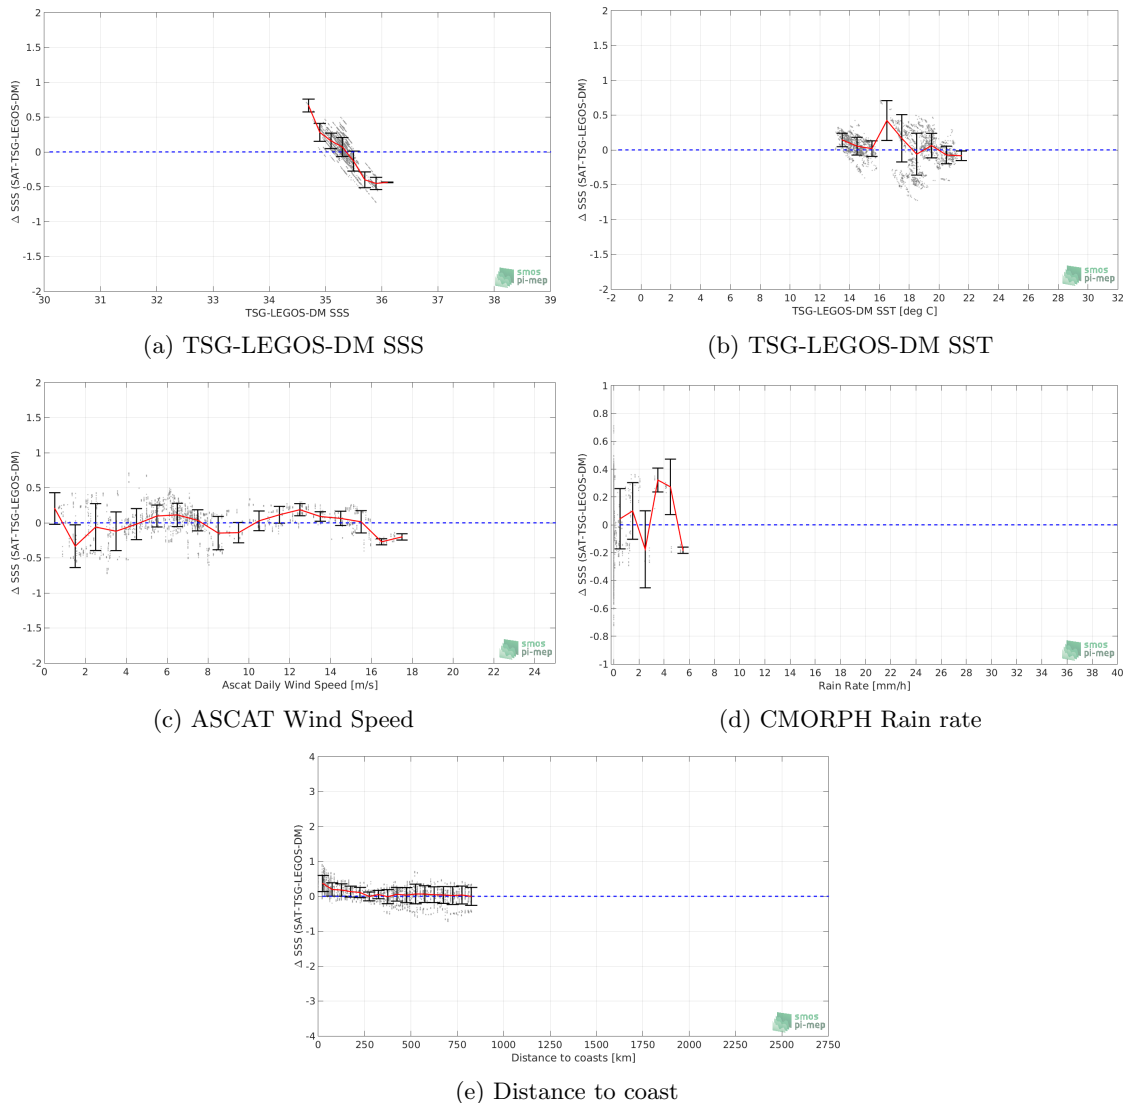 2
1.5
1
0.5
0
-0.5
-1
-1.5
-2
Δ SSS (SAT-TSG-LEGOS-DM)
30 31 32 33 34 35 36 37 38 39
TSG-LEGOS-DM SSS
smos
pi-mep
(a) TSG-LEGOS-DM SSS
2
1.5
1
0.5
0
-0.5
-1
-1.5
-2
Δ SSS (SAT-TSG-LEGOS-DM)
-2 0 2 4 6 8 10 12 14 16 18 20 22 24 26 28 30 32
TSG-LEGOS-DM SST [deg C]
smos
pi-mep
(b) TSG-LEGOS-DM SST
2
1.5
1
0.5
0
-0.5
-1
-1.5
-2
Δ SSS (SAT-TSG-LEGOS-DM)
0 2 4 6 8 10 12 14 16 18 20 22 24
Ascat Daily Wind Speed [m/s]
smos
pi-mep
(c) ASCAT Wind Speed
1
0.8
0.6
0.4
0.2
0
-0.2
-0.4
-0.6
-0.8
-1
Δ SSS (SAT-TSG-LEGOS-DM)
0 2 4 6 8 10 12 14 16 18 20 22 24 26 28 30 32 34 36 38 40
Rain Rate [mm/h]
smos
pi-mep
(d) CMORPH Rain rate
4
3
2
1
0
-1
-2
-3
-4
Δ SSS (SAT-TSG-LEGOS-DM)
0 250 500 750 1000 1250 1500 1750 2000 2250 2500 2750
Distance to coasts [km]
smos
pi-mep
(e) Distance to coast